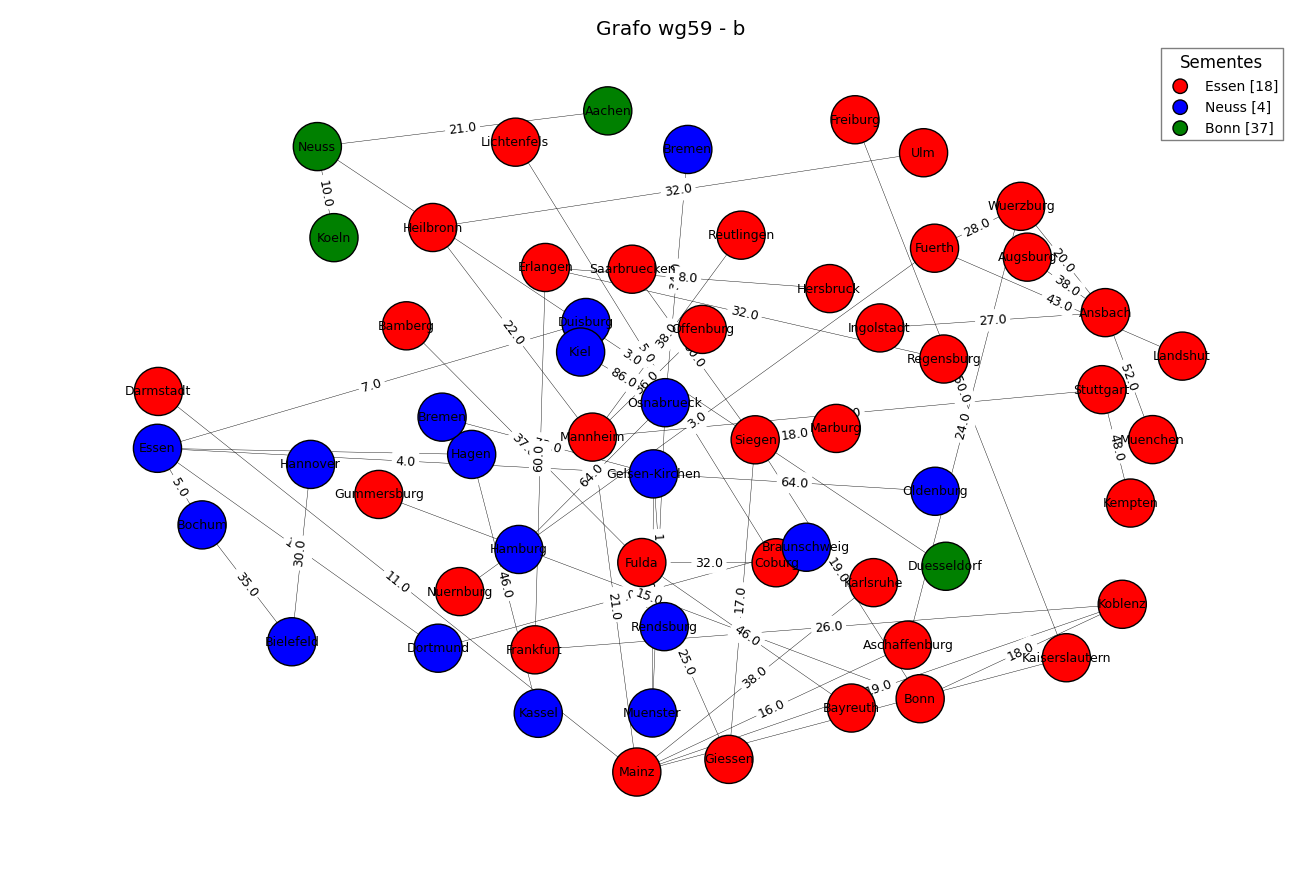 Grafo wg59 - b
Sementes
Essen [18]
Neuss [4]
Bonn [37]
Aachen
Freiburg
21.0
Lichtenfels
Neuss
Bremen
Ulm
10.0
32.0
Wuerzburg
Heilbronn
28.0
Koeln
Reutlingen
Fuerth
Augsburg
20.0
Erlangen
Saarbruecken
8.0
38.0
Hersbruck
43.0
32.0
Ansbach
Duisburg
27.0
Bamberg
22.0
Offenburg
Ingolstadt
38.0
Kiel
3.0
5.0
Regensburg
Landshut
86.0
52.0
7.0
Darmstadt
Stuttgart
Osnabrueck
Bremen
3.0
24.0
Mannheim
18.0
Marburg
Siegen
Muenchen
Essen
Hagen
60.0
4.0
Hannover
Gelsen-Kirchen
64.0
64.0
5.0
Gummersburg
Oldenburg
Kempten
Bochum
Hamburg
Braunschweig
30.0
Fulda
32.0
Coburg
Duesseldorf
19.0
35.0
11.0
46.0
Nuernburg
Karlsruhe
15.0
21.0
17.0
Koblenz
Rendsburg
26.0
46.0
Bielefeld
Dortmund
Frankfurt
Aschaffenburg
18.0
Kaiserslautern
25.0
38.0
19.0
Bonn
16.0
Bayreuth
Kassel
Muenster
Giessen
Mainz